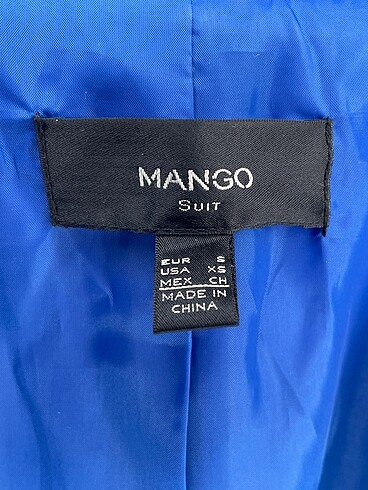 MANGO
SUIT
EUR S
USA XS
MEX CH
MADE IN
CHINA